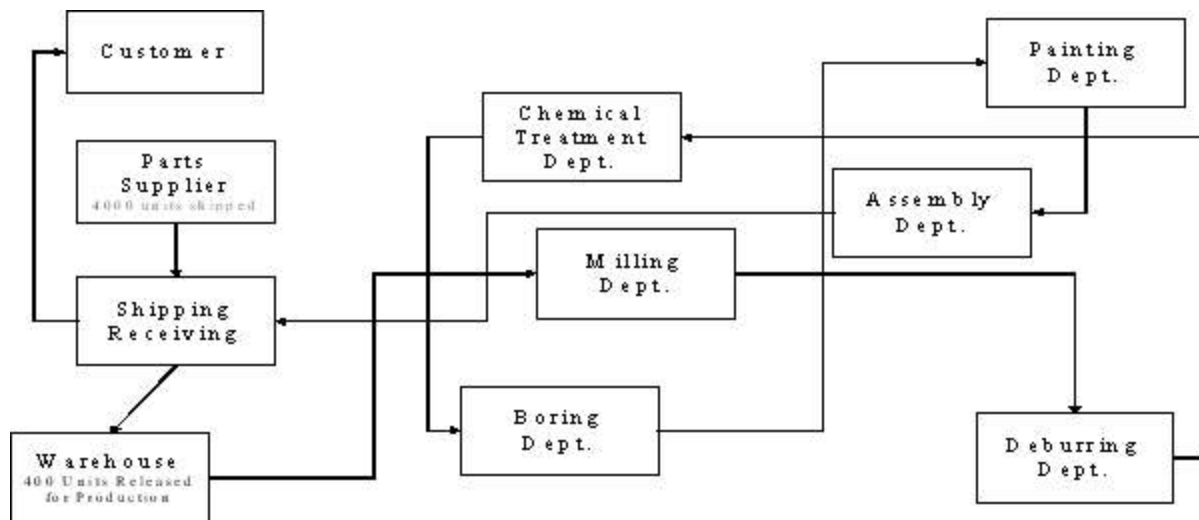 Customer
Painting
Dept.
Chemical
Treatment
Dept.
Parts
Supplier
4000 units shipped
Assembly
Dept.
Milling
Dept.
Shipping
Receiving
Boring
Dept.
Deburring
Dept.
Warehouse
400 Units Released
for Production